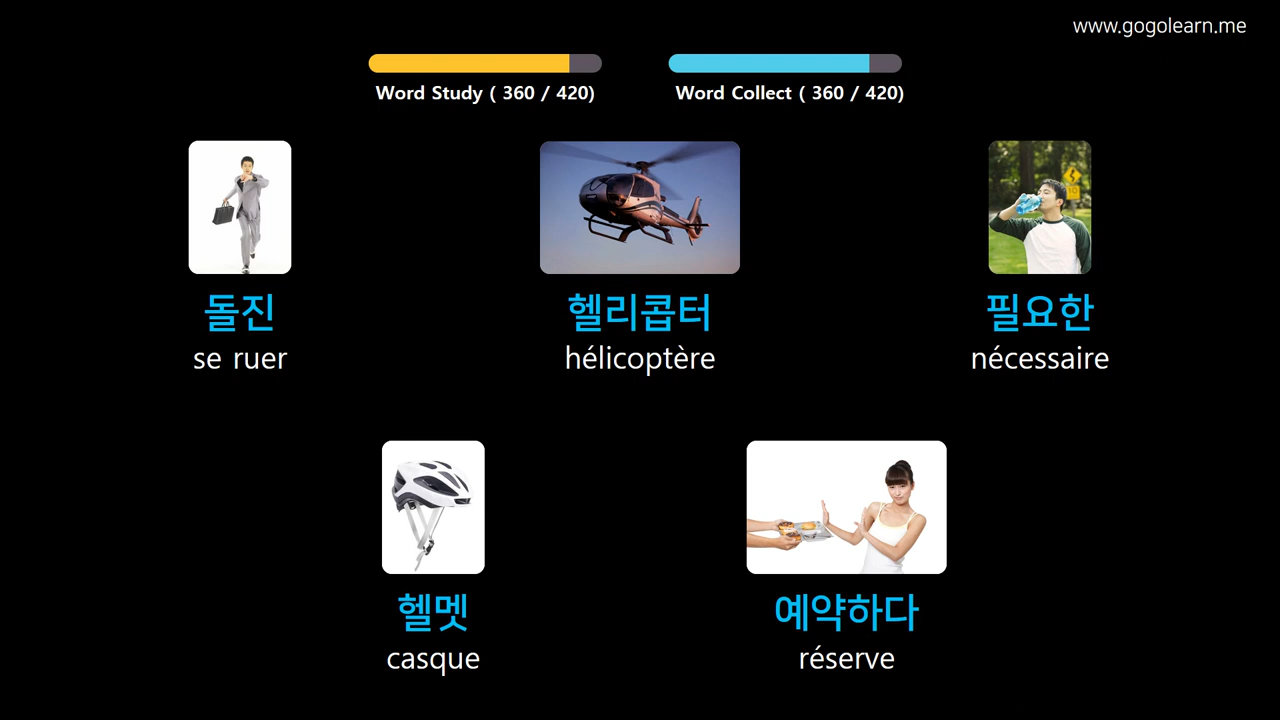 www.gogolearn.me
Word Study ( 360 / 420)
Word Collect ( 360 / 420)
돌진
se ruer
헬리콥터
hélicoptère
필요한
nécessaire
헬멧
casque
예약하다
réserve